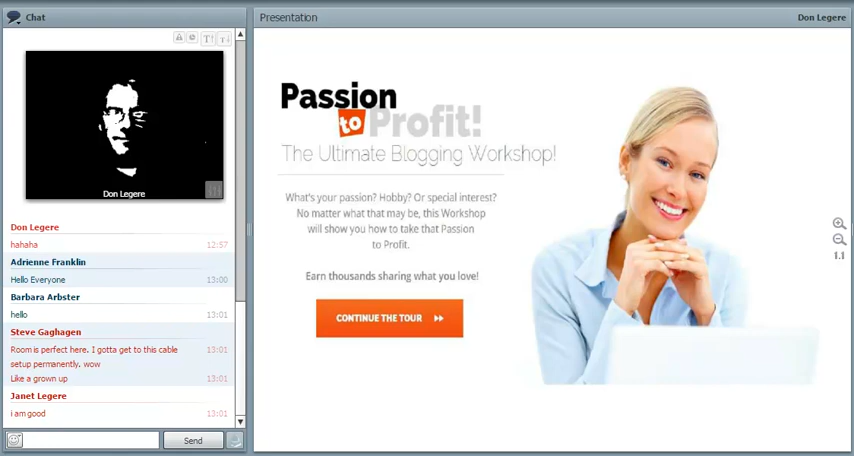 Chat
Don Legere
Don Legere
hahaha 12:57
Adrienne Franklin
Hello Everyone 13:00
Barbara Arbster
hello 13:01
Steve Gaghagen
Room is perfect here. I gotta get to this cable 13:01
setup permanently. wow
Like a grown up 13:01
Janet Legere
i am good 13:01
Send
Presentation
Don Legere
Passion
to Profit!
The Ultimate Blogging Workshop!
What's your passion? Hobby? Or special interest?
No matter what that may be, this Workshop
will show you how to take that Passion
to Profit.
Earn thousands sharing what you love!
CONTINUE THE TOUR
1:1